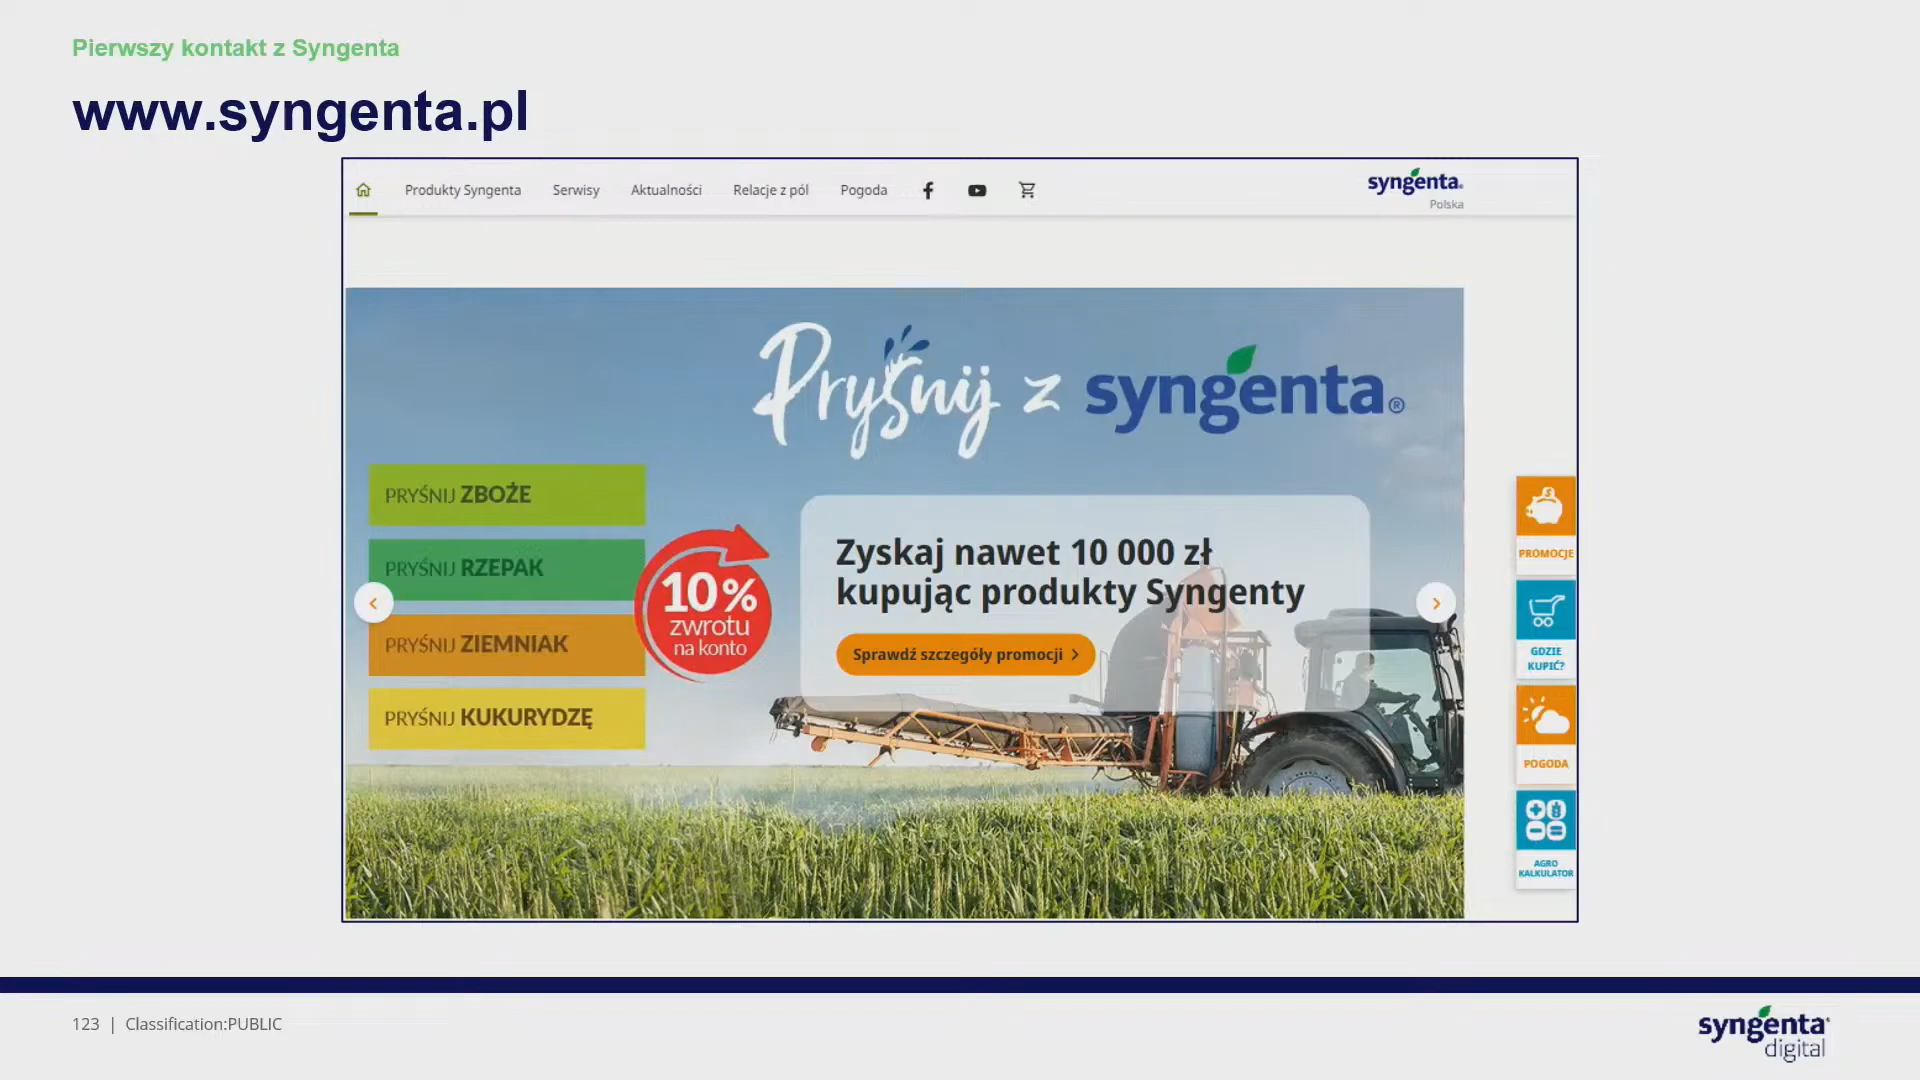 Pierwszy kontakt z Syngenta
www.syngenta.pl
Produkty Syngenta Serwisy Aktualności Relacje z pól Pogoda
syngenta
Polska
Pryśnij z syngenta®
PRYŚNIJ ZBOŻE
PRYŚNIJ RZEPAK
PRYŚNIJ ZIEMNIAK
PRYŚNIJ KUKURYDZĘ
10%
zwrotu
na konto
Zyskaj nawet 10 000 zł
kupując produkty Syngenty
Sprawdź szczegóły promocji
PROMOCJE
GDZIE
KUPIĆ?
POGODA
AGRO
KALKULATOR
123 | Classification:PUBLIC
syngenta
digital